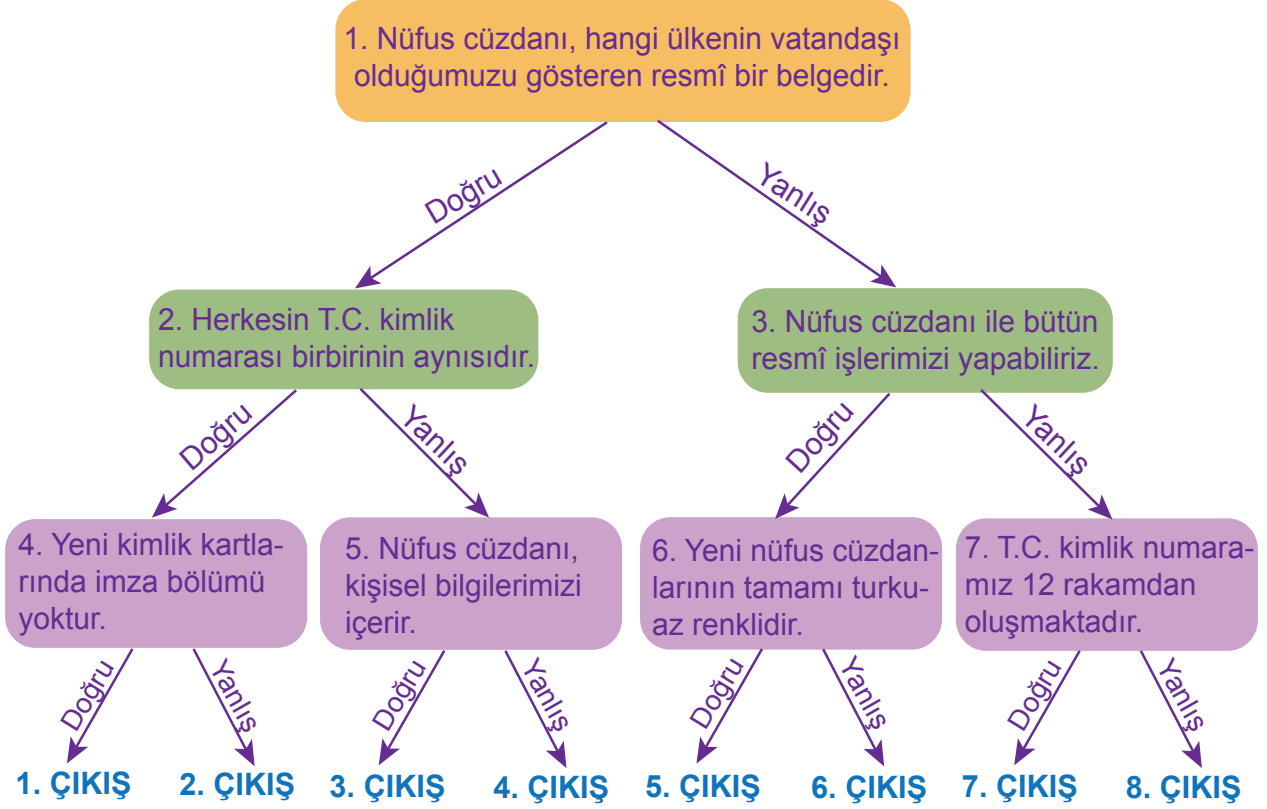 1. Nüfus cüzdanı, hangi ülkenin vatandaşı
olduğumuzu gösteren resmî bir belgedir.
Doğru
Yanlış
2. Herkesin T.C. kimlik
numarası birbirinin aynısıdır.
3. Nüfus cüzdanı ile bütün
resmî işlerimizi yapabiliriz.
Doğru
Yanlış
Doğru
Yanlış
4. Yeni kimlik kartla-
rında imza bölümü
yoktur.
5. Nüfus cüzdanı,
kişisel bilgilerimizi
içerir.
6. Yeni nüfus cüzdan-
larının tamamı turku-
az renklidir.
7. T.C. kimlik numara-
mız 12 rakamdan
oluşmaktadır.
Doğru
Yanlış
Doğru
Yanlış
Doğru
Yanlış
Doğru
Yanlış
1. ÇIKIŞ
2. ÇIKIŞ
3. ÇIKIŞ
4. ÇIKIŞ
5. ÇIKIŞ
6. ÇIKIŞ
7. ÇIKIŞ
8. ÇIKIŞ